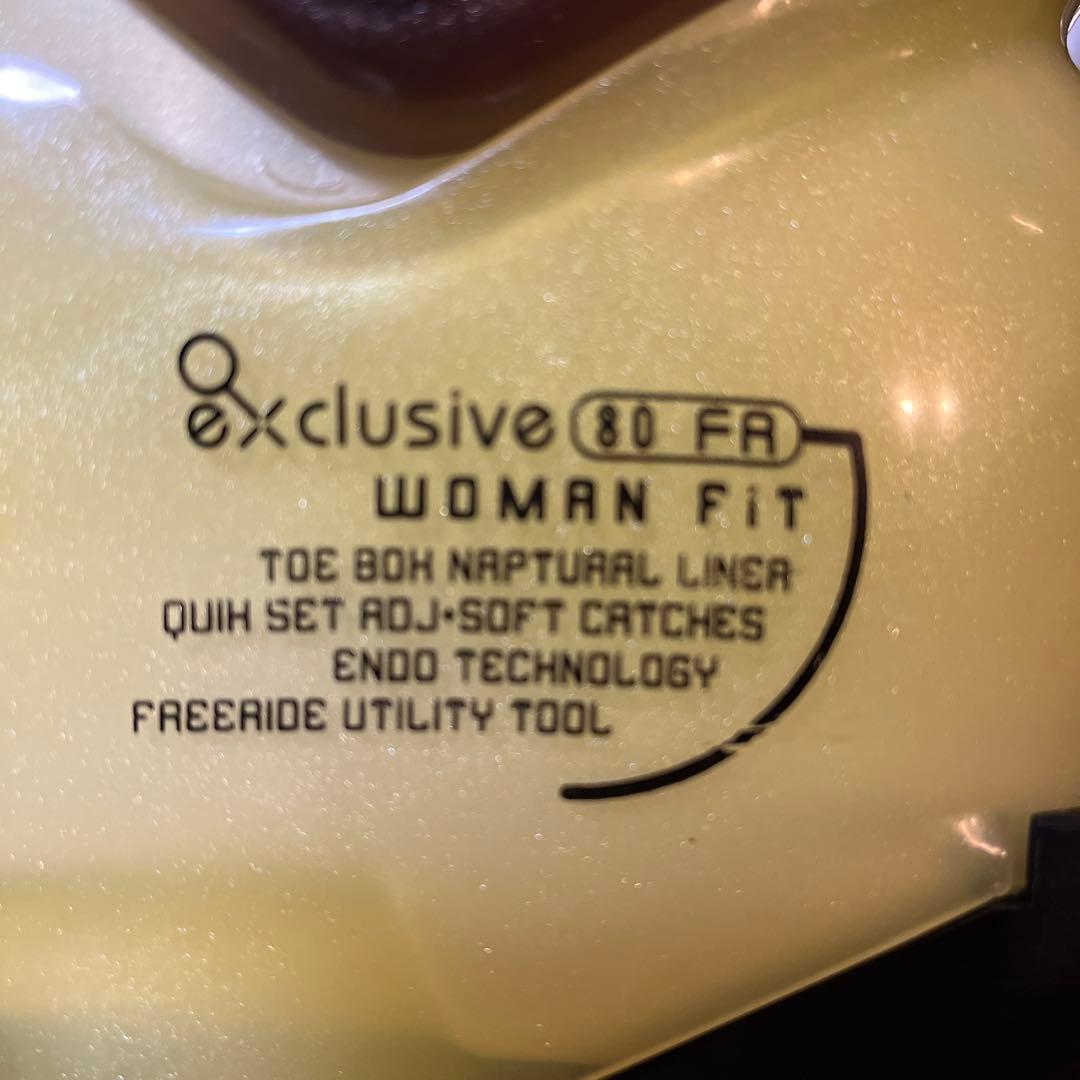 exclusive 80 FR
WOMAN FiT
TOE BOX NAPTURAL LINER
QUIK SET ADJ•SOFT CATCHES
ENDO TECHNOLOGY
FREERIDE UTILITY TOOL